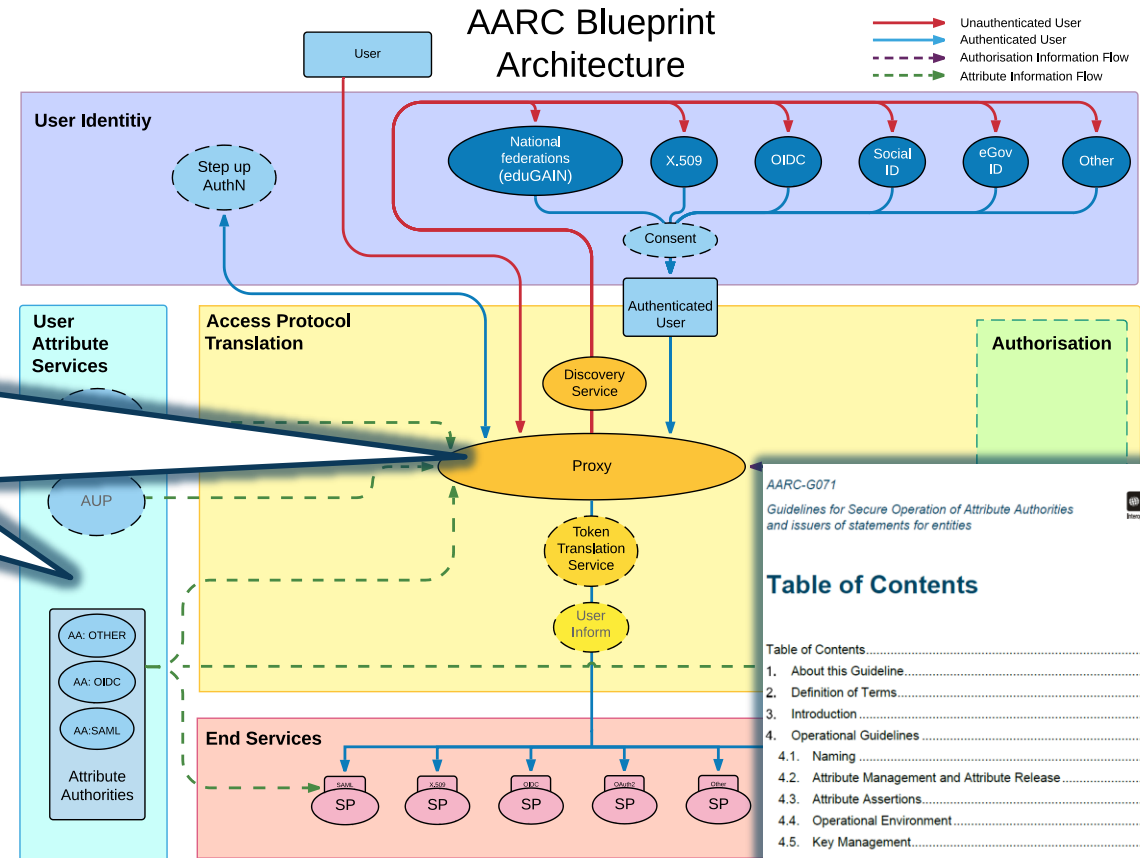 AARC Blueprint
Architecture
Unauthenticated User
Authenticated User
Authorisation Information Flow
Attribute Information Flow
User
User Identitiy
Step up
AuthN
National
federations
(eduGAIN)
X.509
OIDC
Social
ID
eGov
ID
Other
Consent
Authenticated
User
User
Attribute
Services
Access Protocol
Translation
Authorisation
Discovery
Service
Proxy
AUP
Token
Translation
Service
User
Inform
AA: OTHER
AA: OIDC
AA:SAML
Attribute
Authorities
End Services
SAML
SP
X.509
SP
OIDC
SP
OAuth2
SP
Other
SP
AARC-G071
Guidelines for Secure Operation of Attribute Authorities
and issuers of statements for entities
Table of Contents
Table of Contents
1. About this Guideline
2. Definition of Terms
3. Introduction
4. Operational Guidelines
4.1. Naming
4.2. Attribute Management and Attribute Release
4.3. Attribute Assertions
4.4. Operational Environment
4.5. Key Management